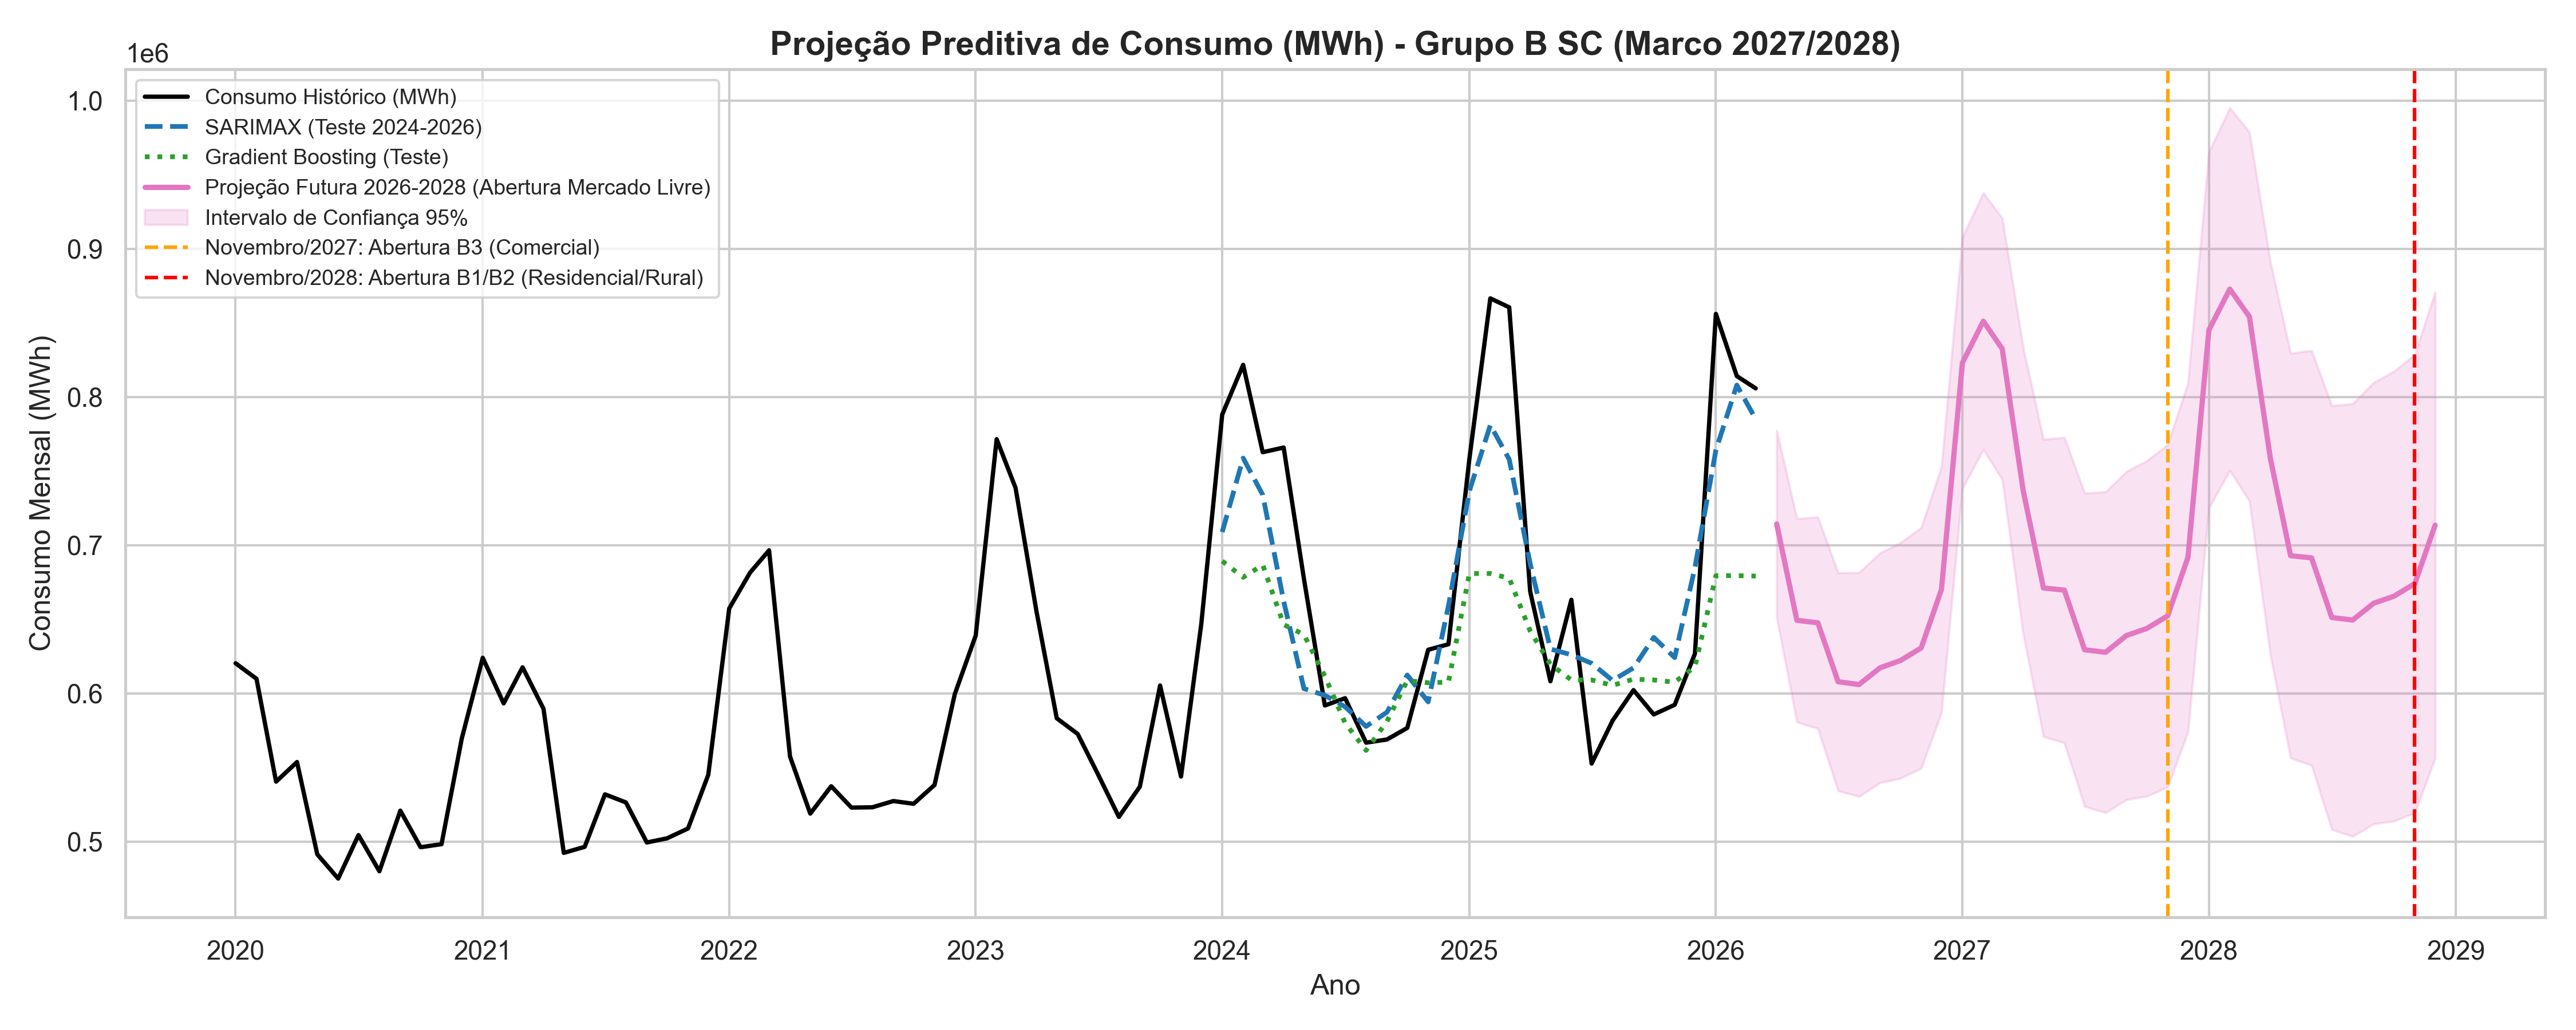 Projeção Preditiva de Consumo (MWh) - Grupo B SC (Marco 2027/2028)
1e6
Consumo Histórico (MWh)
SARIMAX (Teste 2024-2026)
Gradient Boosting (Teste)
Projeção Futura 2026-2028 (Abertura Mercado Livre)
Intervalo de Confiança 95%
Novembro/2027: Abertura B3 (Comercial)
Novembro/2028: Abertura B1/B2 (Residencial/Rural)
Consumo Mensal (MWh)
1.0
0.9
0.8
0.7
0.6
0.5
2020 2021 2022 2023 2024 2025 2026 2027 2028 2029
Ano